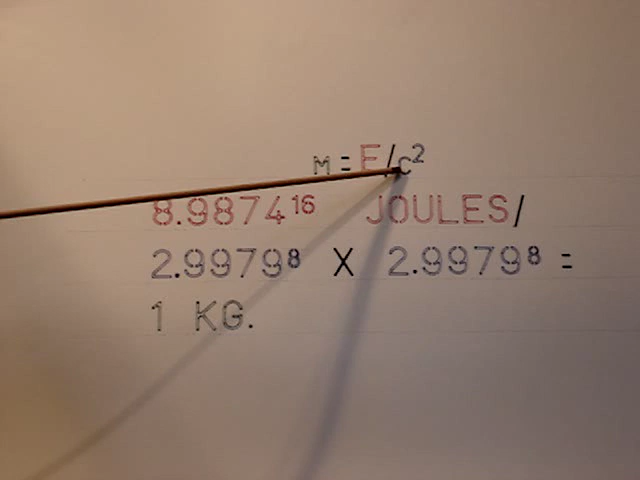 M = E/c²
8.9874¹⁶ JOULES/
2.9979⁸ X 2.9979⁸ =
1 KG.